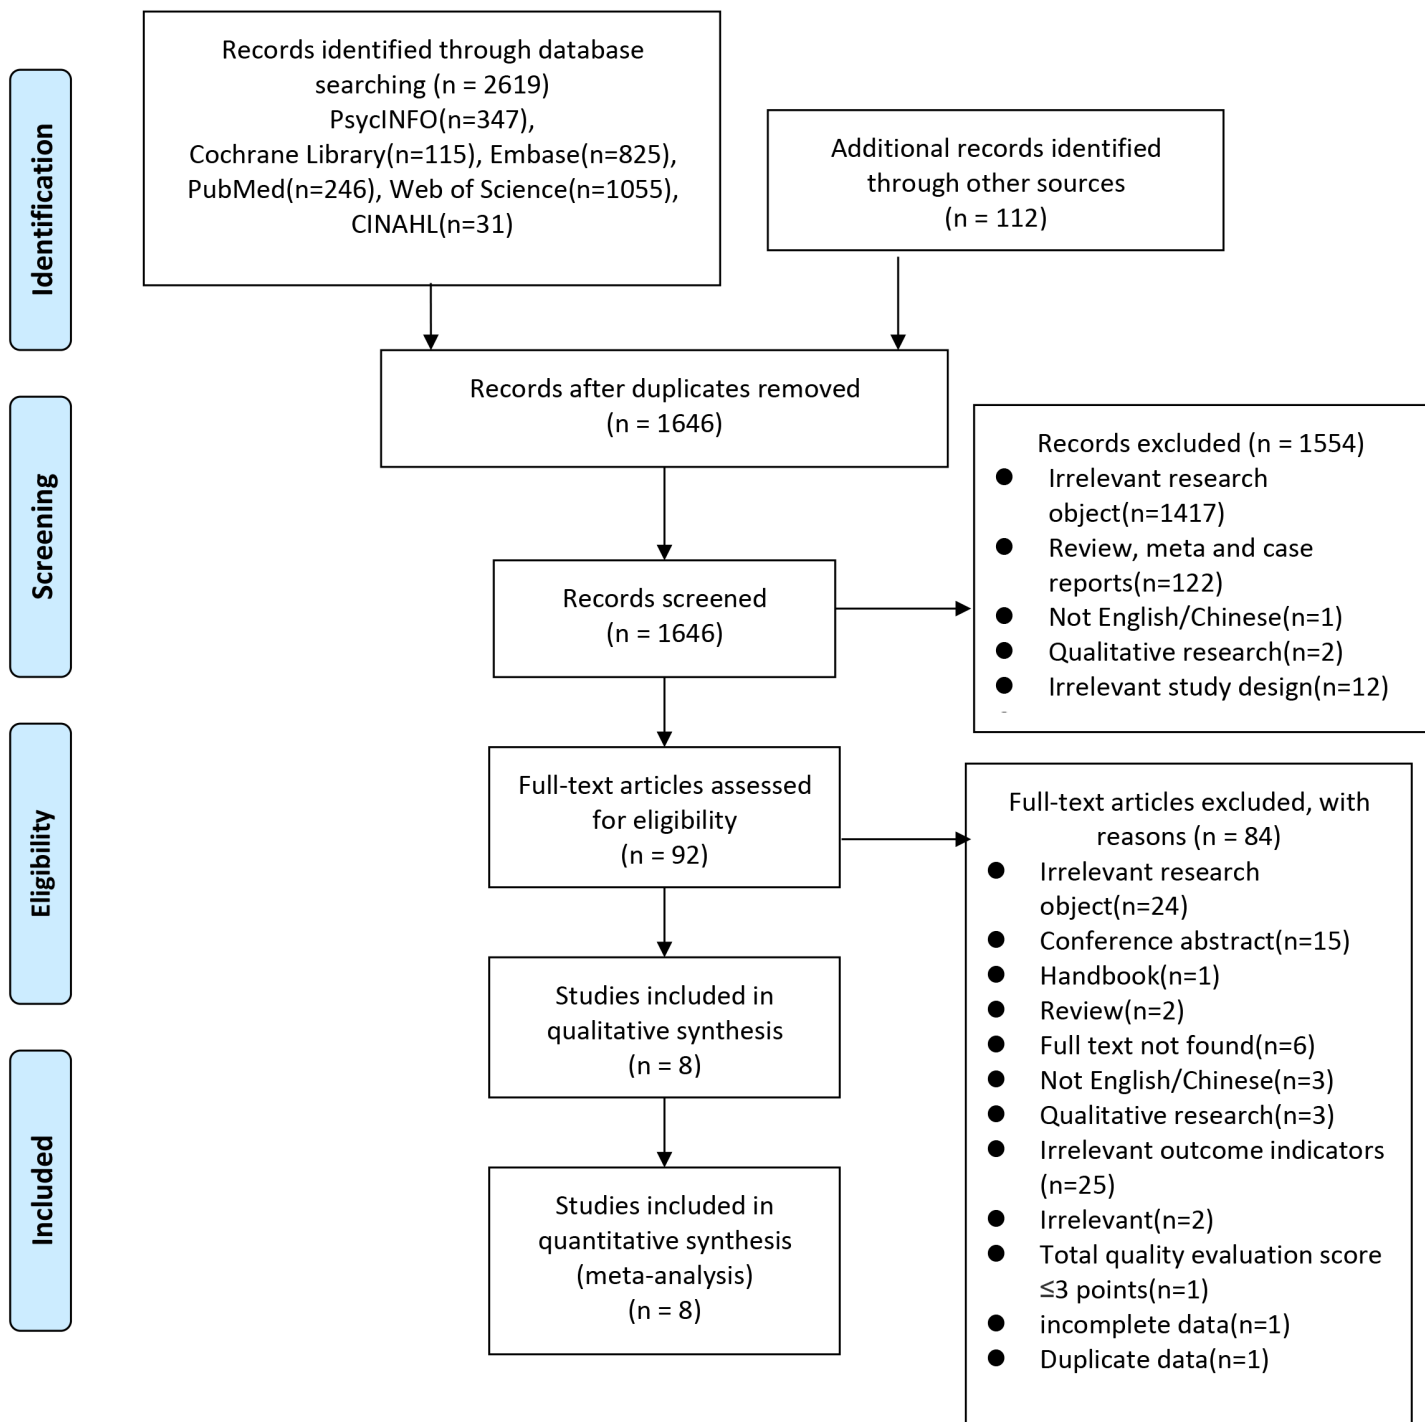 Identification
Records identified through database
searching (n = 2619)
PsycINFO(n=347),
Cochrane Library(n=115), Embase(n=825),
PubMed(n=246), Web of Science(n=1055),
CINAHL(n=31)
Additional records identified
through other sources
(n = 112)
Records after duplicates removed
(n = 1646)
Screening
Records screened
(n = 1646)
Records excluded (n = 1554)
● Irrelevant research
object(n=1417)
● Review, meta and case
reports(n=122)
● Not English/Chinese(n=1)
● Qualitative research(n=2)
● Irrelevant study design(n=12)
Eligibility
Full-text articles assessed
for eligibility
(n = 92)
Full-text articles excluded, with
reasons (n = 84)
● Irrelevant research
object(n=24)
● Conference abstract(n=15)
● Handbook(n=1)
● Review(n=2)
● Full text not found(n=6)
● Not English/Chinese(n=3)
● Qualitative research(n=3)
● Irrelevant outcome indicators
(n=25)
● Irrelevant(n=2)
● Total quality evaluation score
≤3 points(n=1)
● incomplete data(n=1)
● Duplicate data(n=1)
Studies included in
qualitative synthesis
(n = 8)
Included
Studies included in
quantitative synthesis
(meta-analysis)
(n = 8)